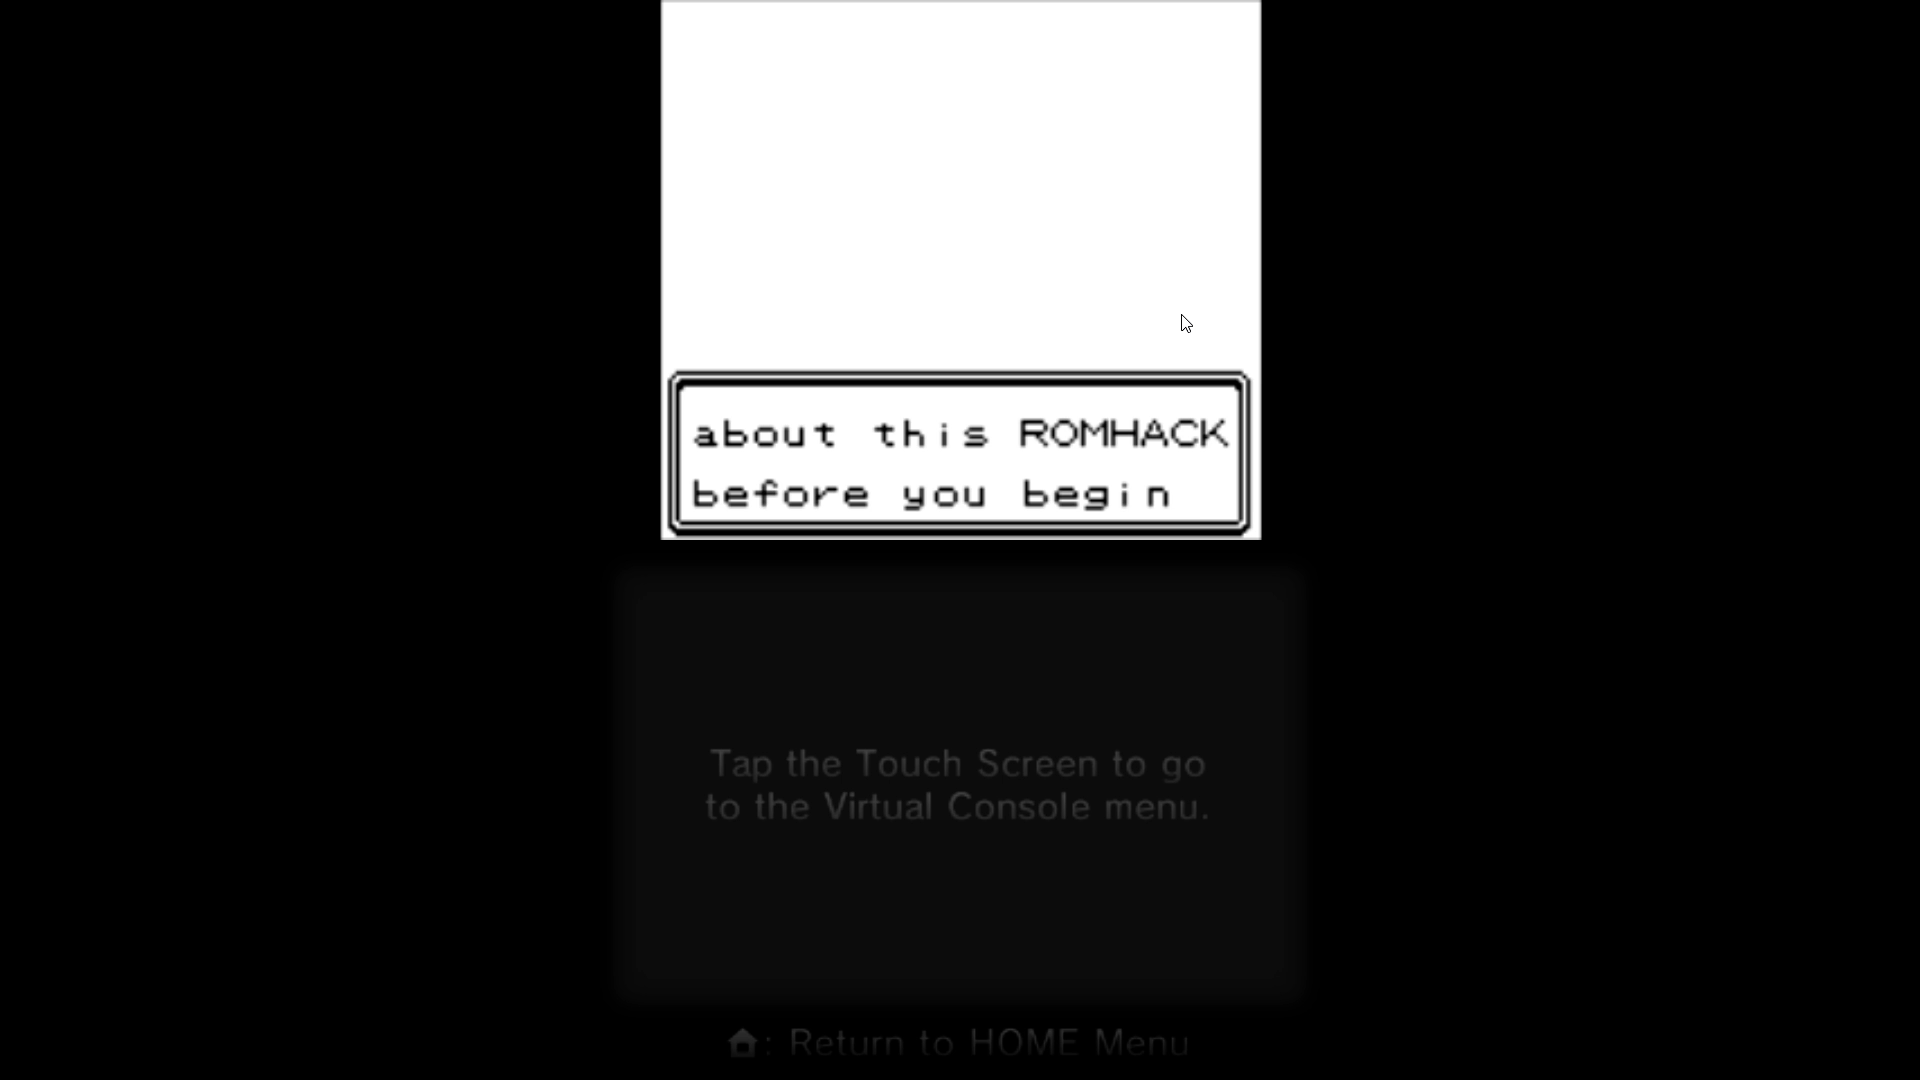 about this ROMHACK
before you begin
Tap the Touch Screen to go
to the Virtual Console menu.
: Return to HOME Menu